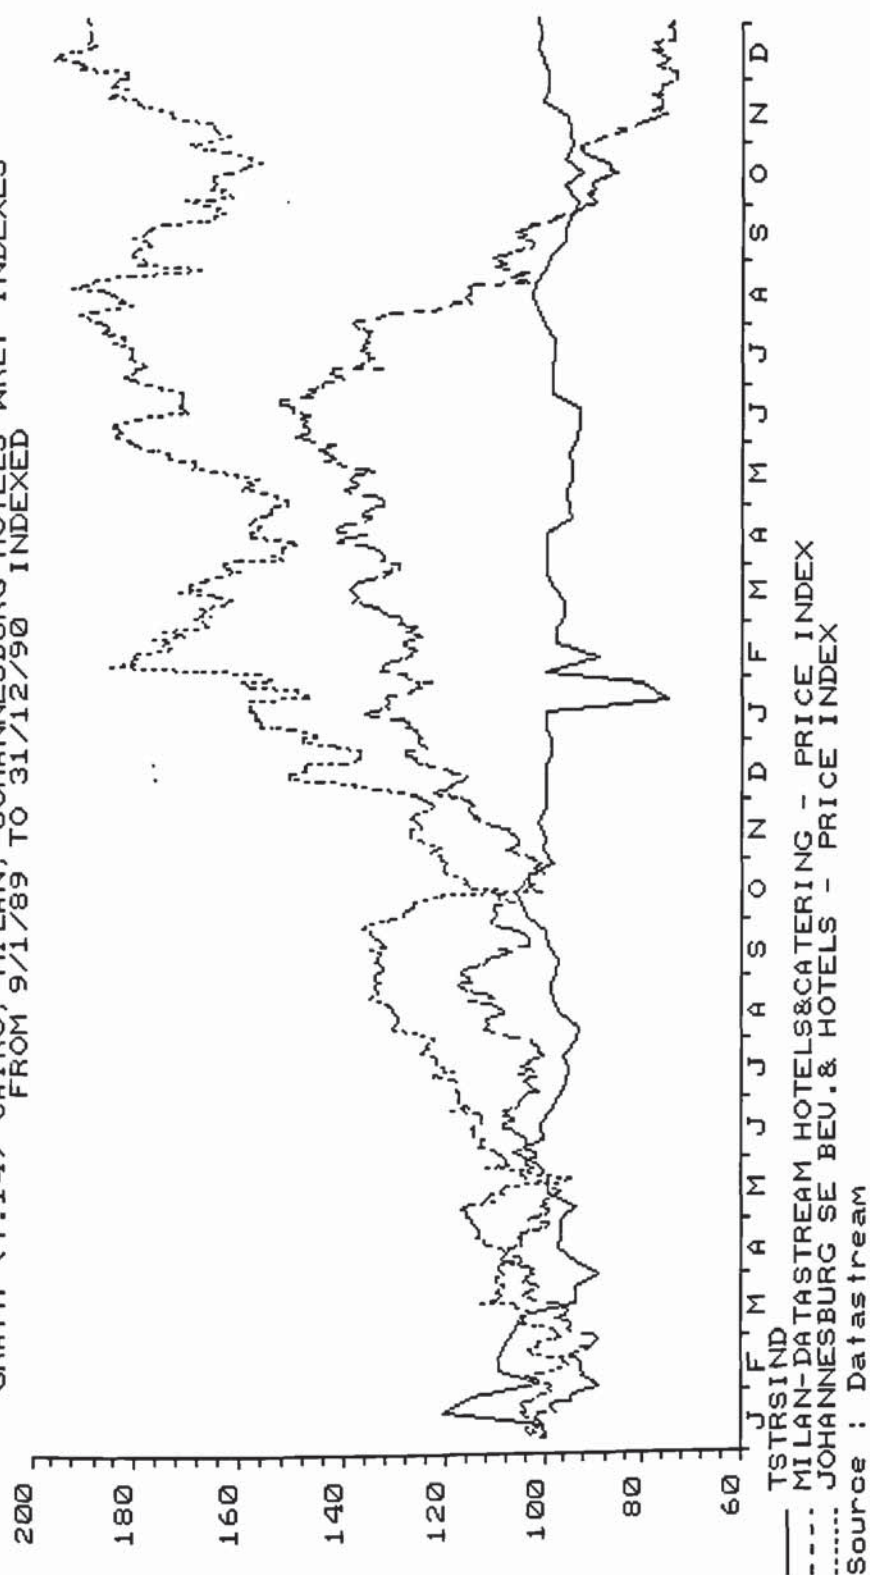 FROM 9/1/89 TO 31/12/90 INDEXED
200
180
160
140
120
100
80
60
J F M A M J J A S O N D J F M A M J J A S O N D
TSTRSIND
MILAN-DATASTREAM HOTELS&CATERING - PRICE INDEX
JOHANNESBURG SE BEV.& HOTELS - PRICE INDEX
Source : Datastream